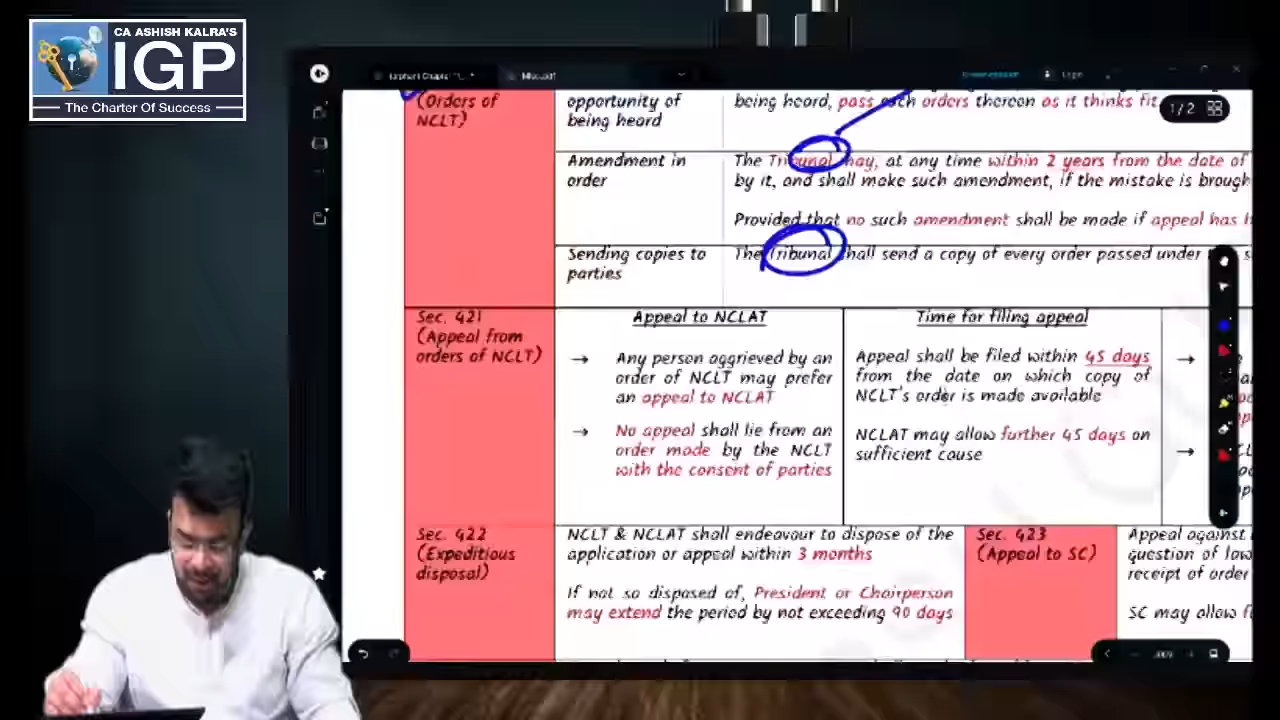 CA ASHISH KALRA'S
IGP
The Charter Of Success
Login
1/2
(Orders of
NCLT)
opportunity of
being heard
being heard, pass such orders thereon as it thinks fit
Amendment in
order
The Tribunal may, at any time within 2 years from the date of
by it, and shall make such amendment, if the mistake is brough
Provided that no such amendment shall be made if appeal has
Sending copies to
parties
The Tribunal shall send a copy of every order passed under
Sec. 421
(Appeal from
orders of NCLT)
Appeal to NCLAT
→ Any person aggrieved by an
order of NCLT may prefer
an appeal to NCLAT
→ No appeal shall lie from an
order made by the NCLT
with the consent of parties
Time for filing appeal
Appeal shall be filed within 45 days
from the date on which copy of
NCLT's order is made available
NCLAT may allow further 45 days on
sufficient cause
→
→
Sec. 422
(Expeditious
disposal)
NCLT & NCLAT shall endeavour to dispose of the
application or appeal within 3 months
If not so disposed of, President or Chairperson
may extend the period by not exceeding 90 days
Sec. 423
(Appeal to SC)
Appeal against
question of law
receipt of order
SC may allow f